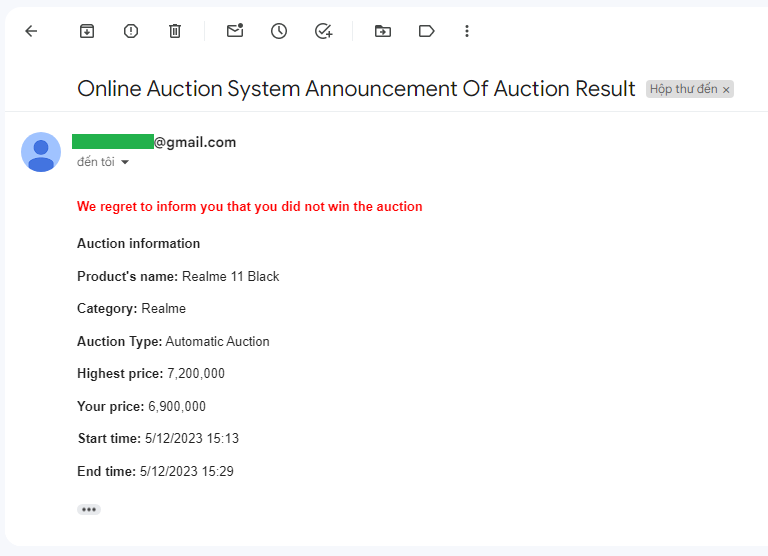 Online Auction System Announcement Of Auction Result Hộp thư đến ×
@gmail.com
đến tôi
We regret to inform you that you did not win the auction
Auction information
Product's name: Realme 11 Black
Category: Realme
Auction Type: Automatic Auction
Highest price: 7,200,000
Your price: 6,900,000
Start time: 5/12/2023 15:13
End time: 5/12/2023 15:29